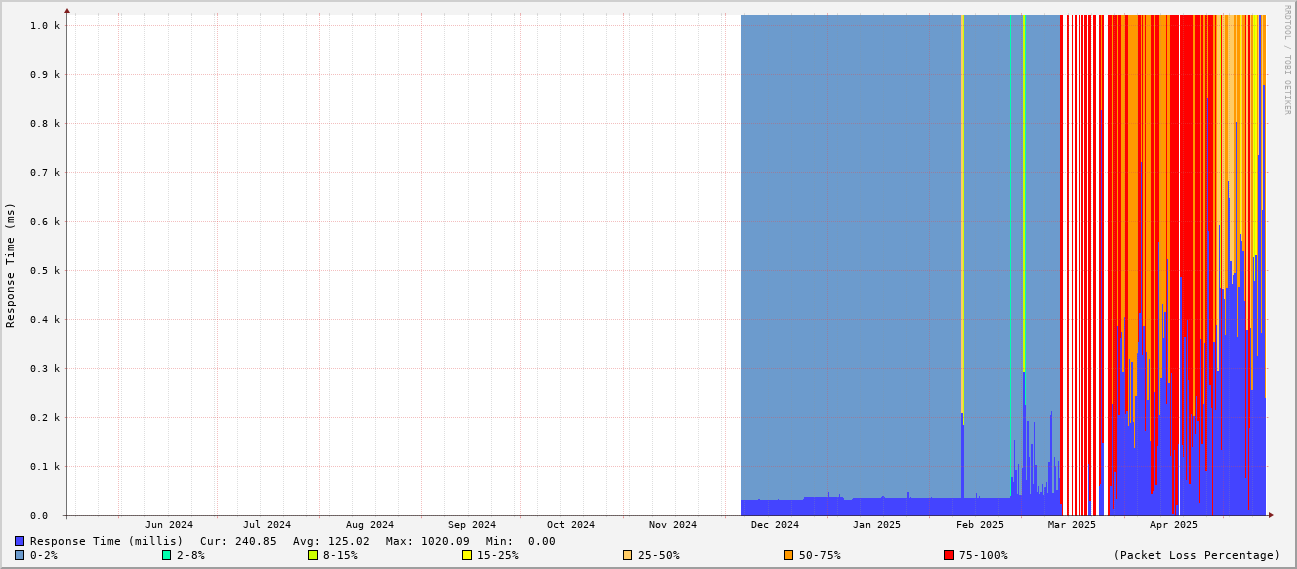 RRDTOOL / TOBI OETIKER
Response Time (ms)
1.0 k
0.9 k
0.8 k
0.7 k
0.6 k
0.5 k
0.4 k
0.3 k
0.2 k
0.1 k
0.0
Jun 2024 Jul 2024 Aug 2024 Sep 2024 Oct 2024 Nov 2024 Dec 2024 Jan 2025 Feb 2025 Mar 2025 Apr 2025
Response Time (millis) Cur: 240.85 Avg: 125.02 Max: 1020.09 Min: 0.00
0-2% 2-8% 8-15% 15-25% 25-50% 50-75% 75-100% (Packet Loss Percentage)